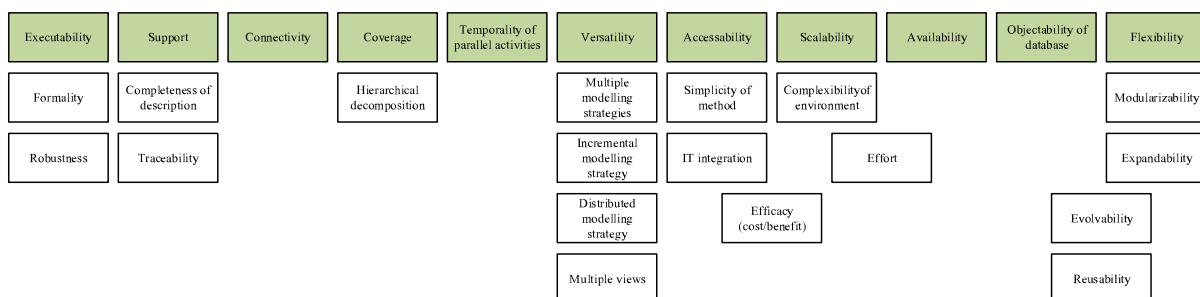 Executability
Support
Connectivity
Coverage
Temporality of
parallel activities
Versatility
Accessability
Scalability
Availability
Objectability of
database
Flexibility
Formality
Completeness of
description
Hierarchical
decomposition
Multiple
modelling
strategies
Simplicity of
method
Complexibilityof
environment
Modularizability
Robustness
Traceability
Incremental
modelling
strategy
IT integration
Effort
Expandability
Distributed
modelling
strategy
Efficacy
(cost/benefit)
Evolvability
Multiple views
Reusability